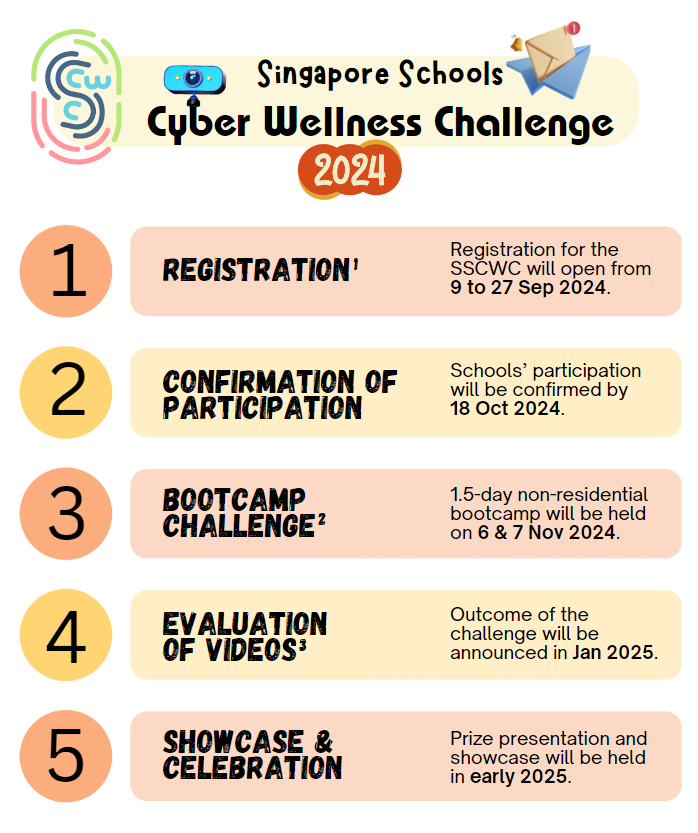 CWC
Singapore Schools
1
Cyber Wellness Challenge
2024
1
REGISTRATION¹
Registration for the
SSCWC will open from
9 to 27 Sep 2024.
2
CONFIRMATION OF
PARTICIPATION
Schools’ participation
will be confirmed by
18 Oct 2024.
3
BOOTCAMP
CHALLENGE²
1.5-day non-residential
bootcamp will be held
on 6 & 7 Nov 2024.
4
EVALUATION
OF VIDEOS³
Outcome of the
challenge will be
announced in Jan 2025.
5
SHOWCASE &
CELEBRATION
Prize presentation and
showcase will be held
in early 2025.